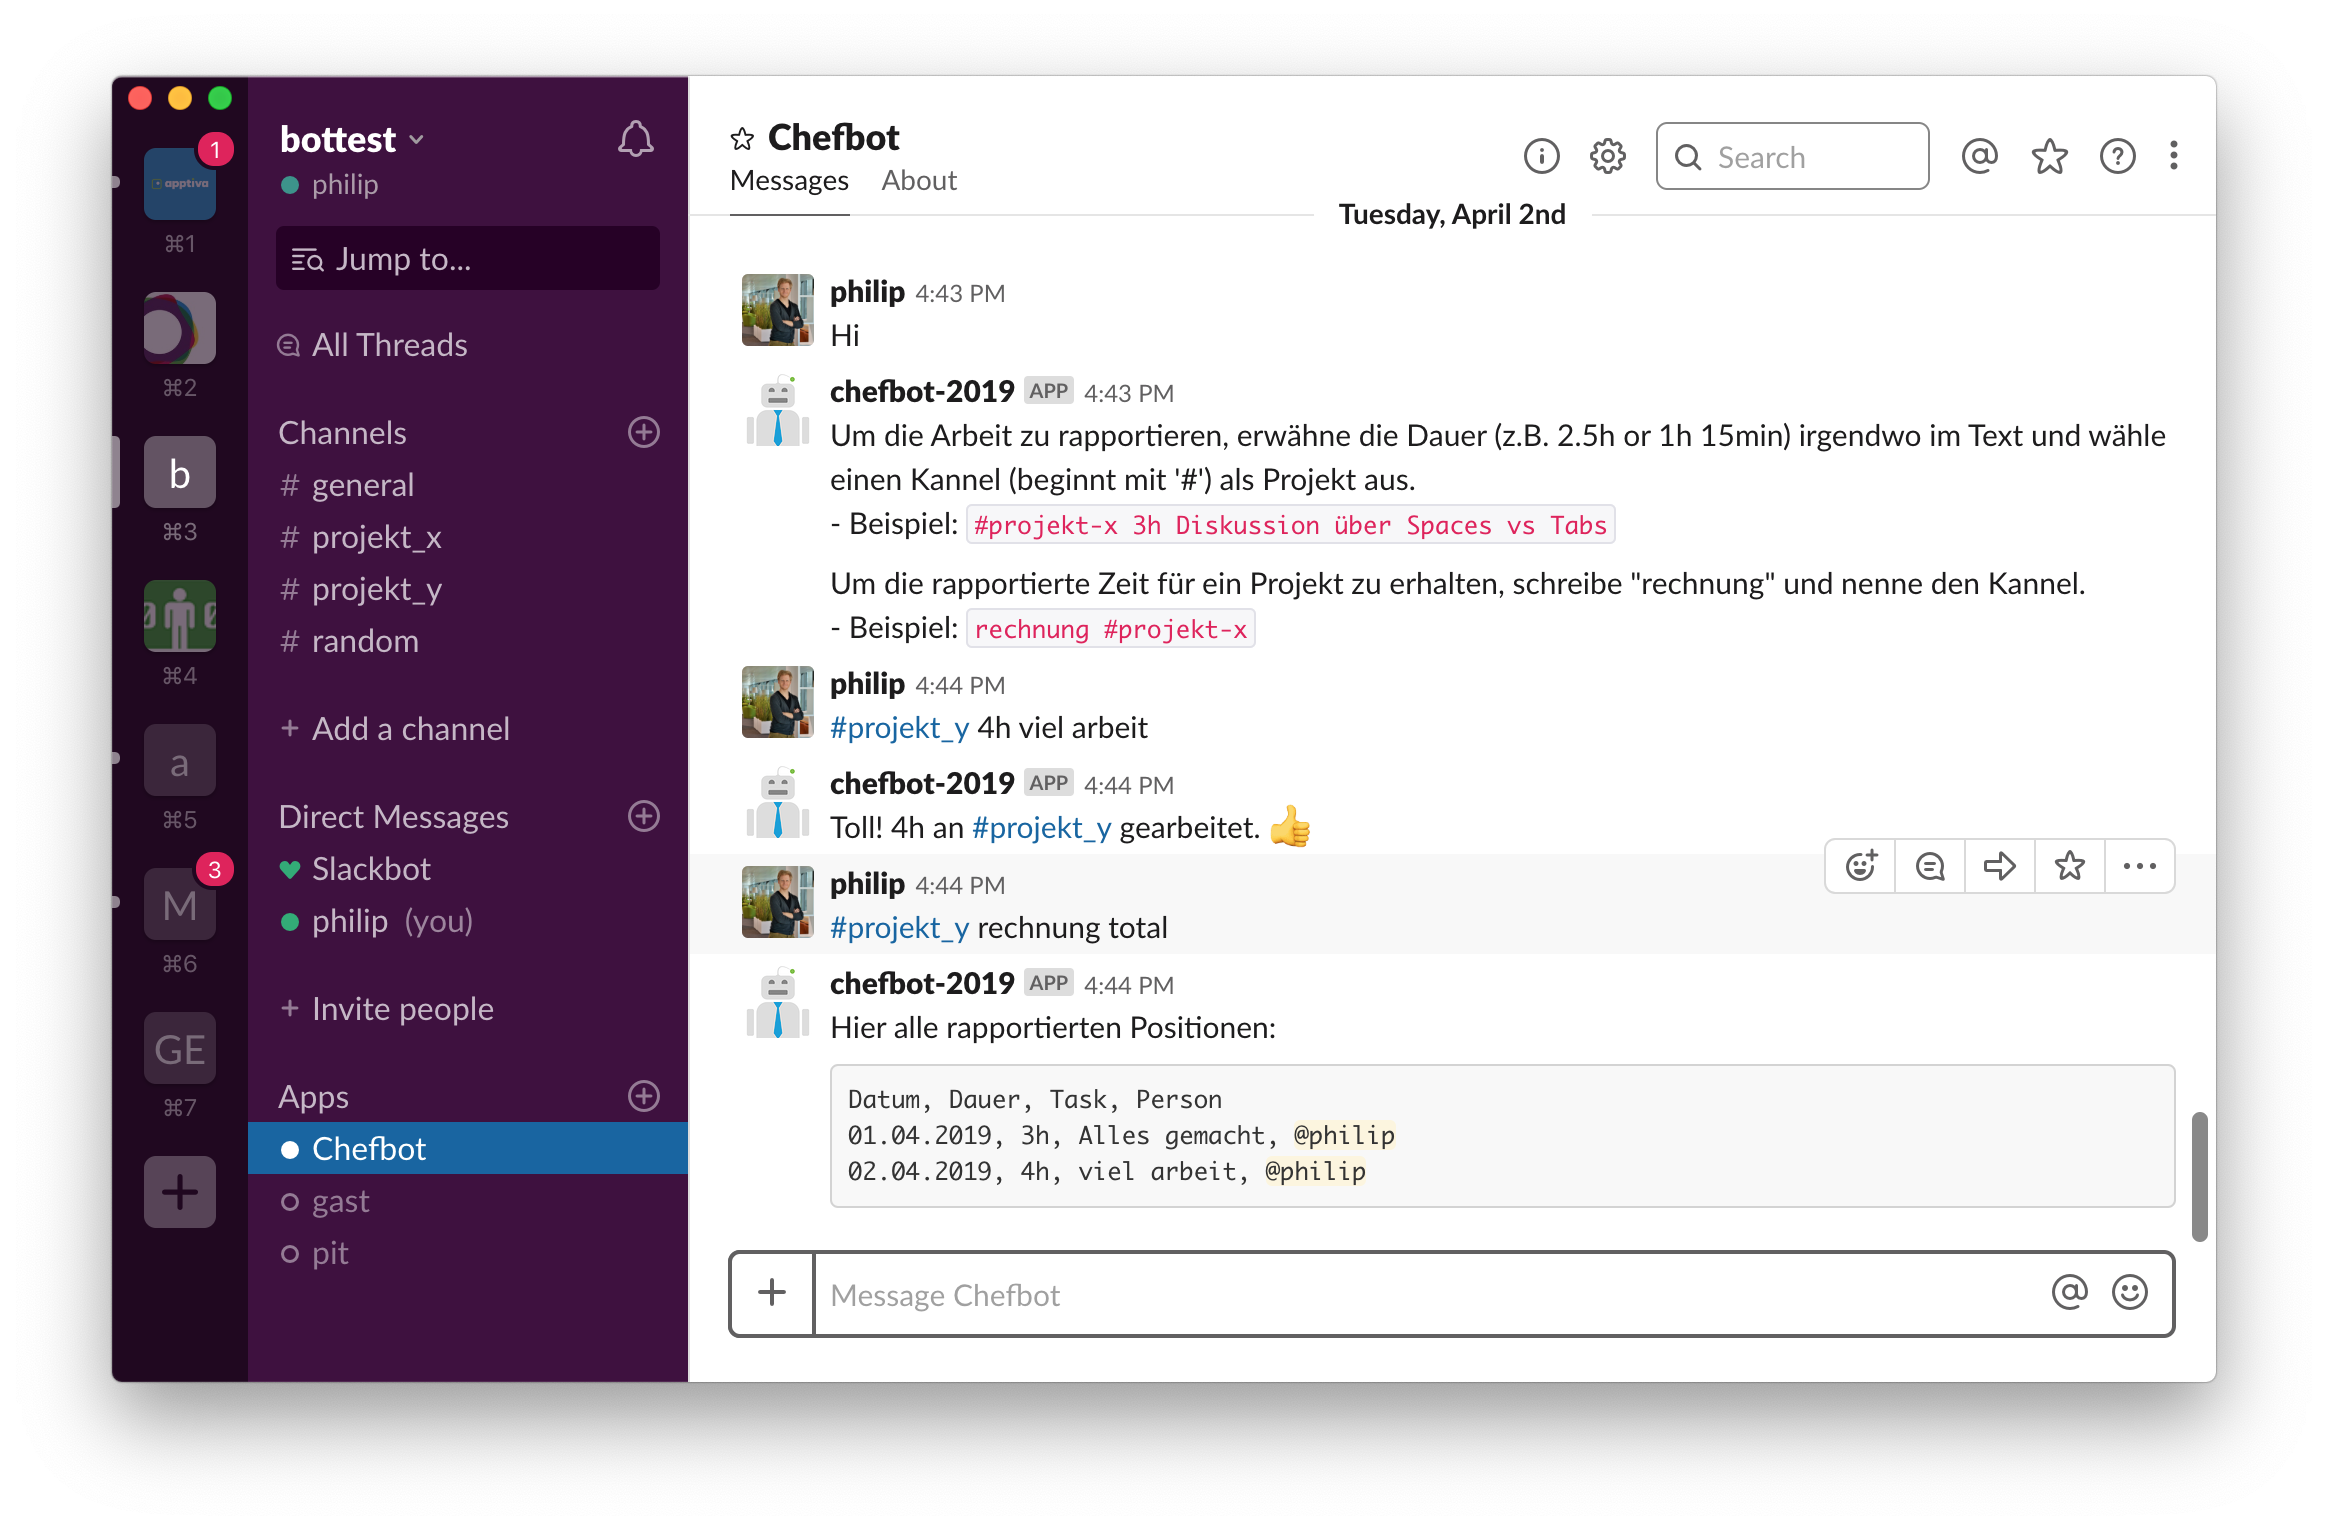 1
apptiva
⌘1
⌘2
b
⌘3
0 0
⌘4
a
⌘5
3
M
⌘6
GE
⌘7
bottest
philip
Jump to...
All Threads
Channels
# general
# projekt_x
# projekt_y
# random
+ Add a channel
Direct Messages
Slackbot
philip (you)
+ Invite people
Apps
Chefbot
gast
pit
Chefbot
Messages About
Search
Tuesday, April 2nd
philip 4:43 PM
Hi
chefbot-2019 APP 4:43 PM
Um die Arbeit zu rapportieren, erwähne die Dauer (z.B. 2.5h or 1h 15min) irgendwo im Text und wähle
einen Kannel (beginnt mit '#') als Projekt aus.
- Beispiel: #projekt-x 3h Diskussion über Spaces vs Tabs
Um die rapportierte Zeit für ein Projekt zu erhalten, schreibe "rechnung" und nenne den Kannel.
- Beispiel: rechnung #projekt-x
philip 4:44 PM
#projekt_y 4h viel arbeit
chefbot-2019 APP 4:44 PM
Toll! 4h an #projekt_y gearbeitet. 👍
philip 4:44 PM
#projekt_y rechnung total
chefbot-2019 APP 4:44 PM
Hier alle rapportierten Positionen:
Datum, Dauer, Task, Person
01.04.2019, 3h, Alles gemacht, @philip
02.04.2019, 4h, viel arbeit, @philip
Message Chefbot